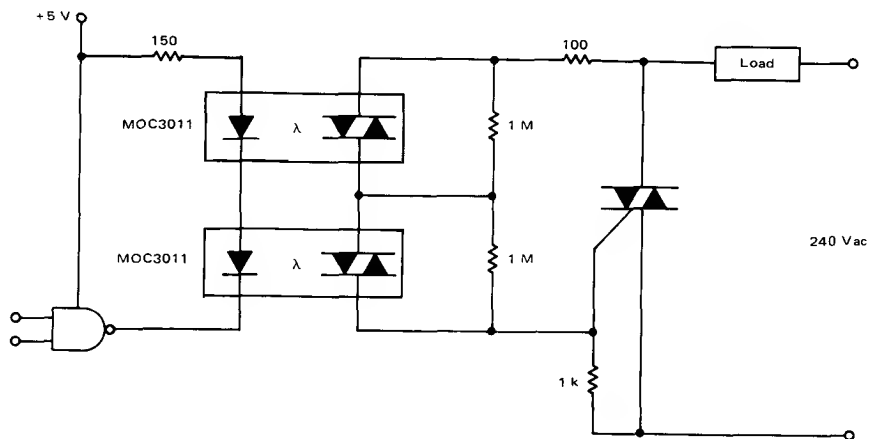 +5 V
150
100
Load
MOC3011
λ
1 M
MOC3011
λ
1 M
240 Vac
1 k